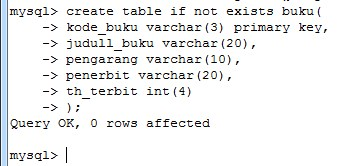 mysql> create table if not exists buku(
-> kode_buku varchar(3) primary key,
-> judull_buku varchar(20),
-> pengarang varchar(10),
-> penerbit varchar(20),
-> th_terbit int(4)
-> );
Query OK, 0 rows affected
mysql>